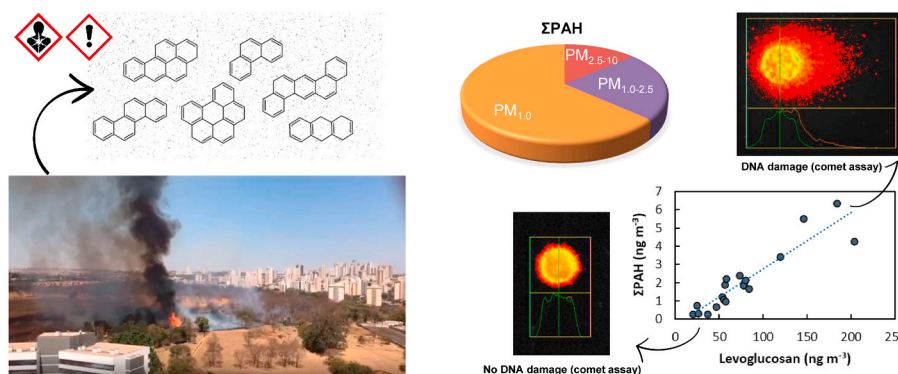 ΣPAH
PM2.5-10
PM1.0-2.5
PM1.0
DNA damage (comet assay)
ΣPAH (ng m⁻³)
7
6
5
4
3
2
1
0
0
50
100
150
200
250
Levoglucosan (ng m⁻³)
No DNA damage (comet assay)